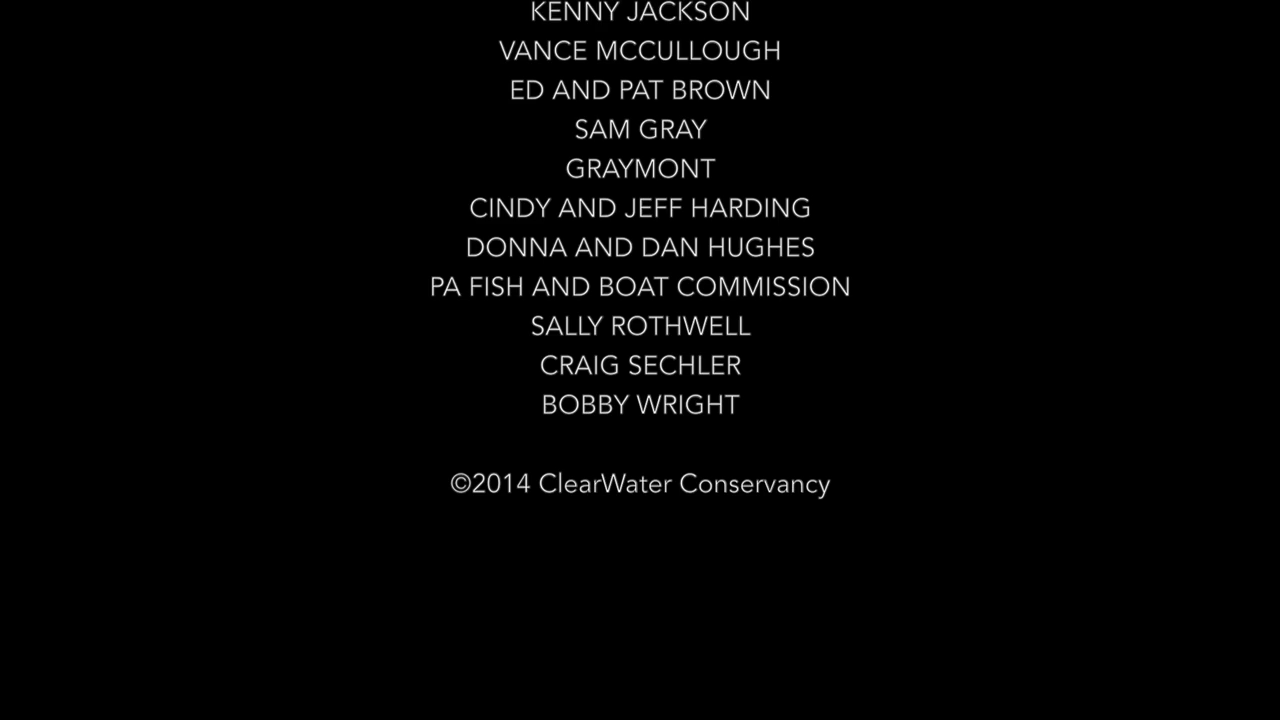 KENNY JACKSON
VANCE MCCULLOUGH
ED AND PAT BROWN
SAM GRAY
GRAYMONT
CINDY AND JEFF HARDING
DONNA AND DAN HUGHES
PA FISH AND BOAT COMMISSION
SALLY ROTHWELL
CRAIG SECHLER
BOBBY WRIGHT
©2014 ClearWater Conservancy